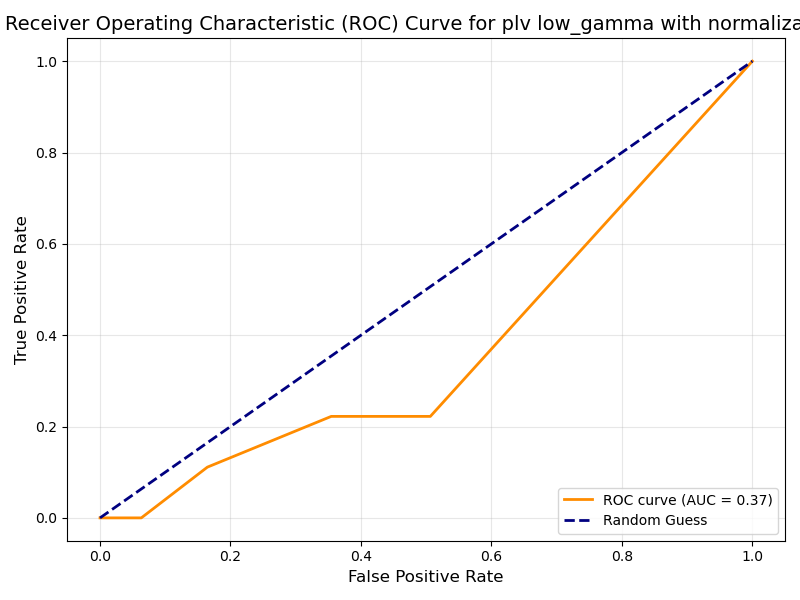 Receiver Operating Characteristic (ROC) Curve for plv low_gamma with normaliza
1.0
0.8
0.6
0.4
0.2
0.0
True Positive Rate
0.0 0.2 0.4 0.6 0.8 1.0
False Positive Rate
ROC curve (AUC = 0.37)
Random Guess